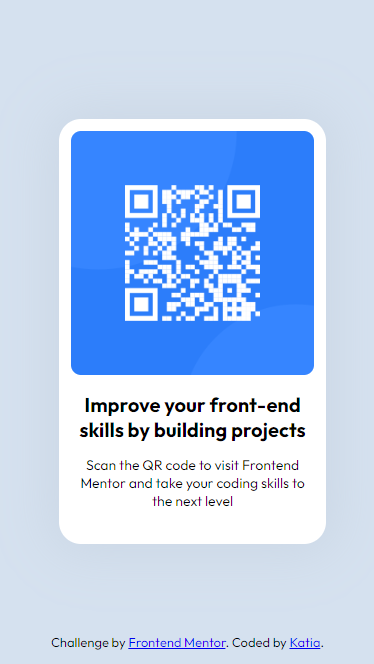 Improve your front-end
skills by building projects
Scan the QR code to visit Frontend
Mentor and take your coding skills to
the next level
Challenge by Frontend Mentor. Coded by Katia.